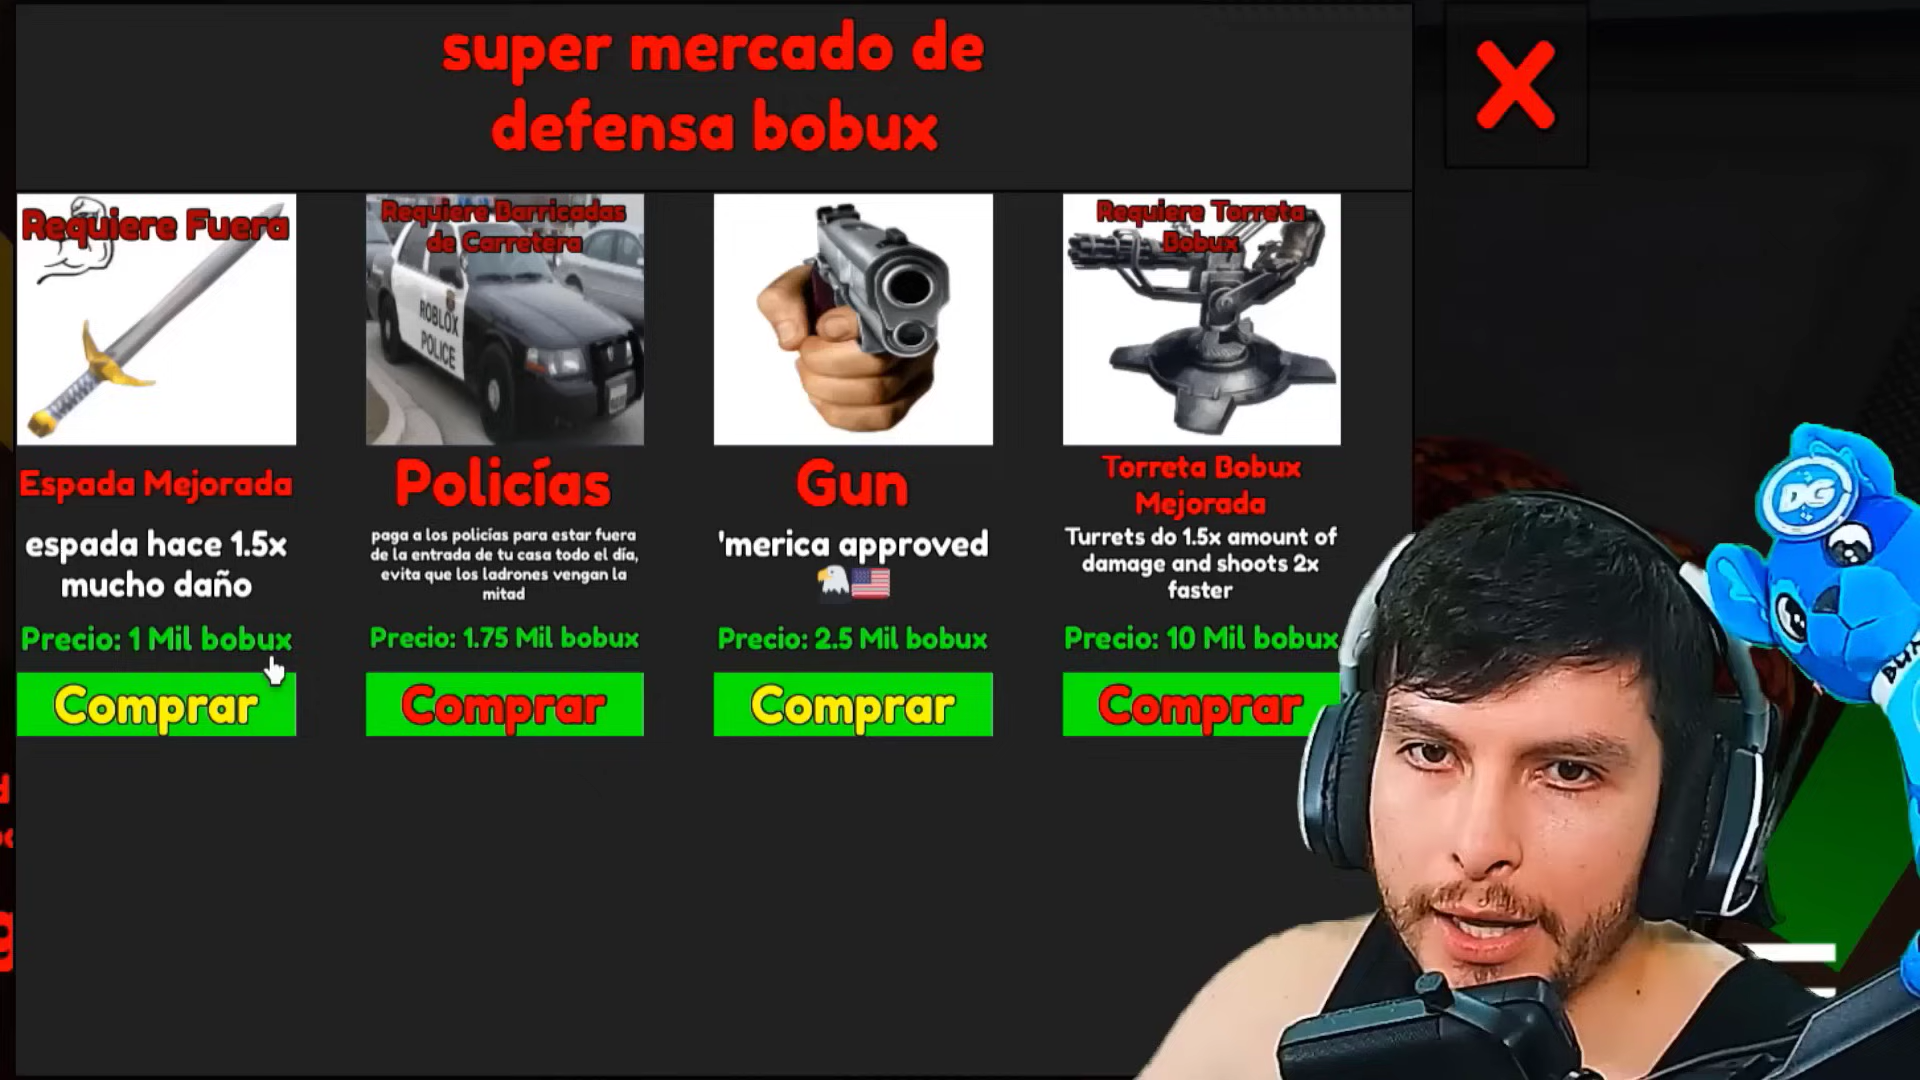 super mercado de
defensa bobux
X
Requiere Fuera
Espada Mejorada
espada hace 1.5x
mucho daño
Precio: 1 Mil bobux
Comprar
Requiere Barricadas
de Carretera
ROBLOX
POLICE
Policías
paga a los policías para estar fuera
de la entrada de tu casa todo el día,
evita que los ladrones vengan la
mitad
Precio: 1.75 Mil bobux
Comprar
Gun
'merica approved
Precio: 2.5 Mil bobux
Comprar
Requiere Torreta
Bobux
Torreta Bobux
Mejorada
Turrets do 1.5x amount of
damage and shoots 2x
faster
Precio: 10 Mil bobux
Comprar
DG